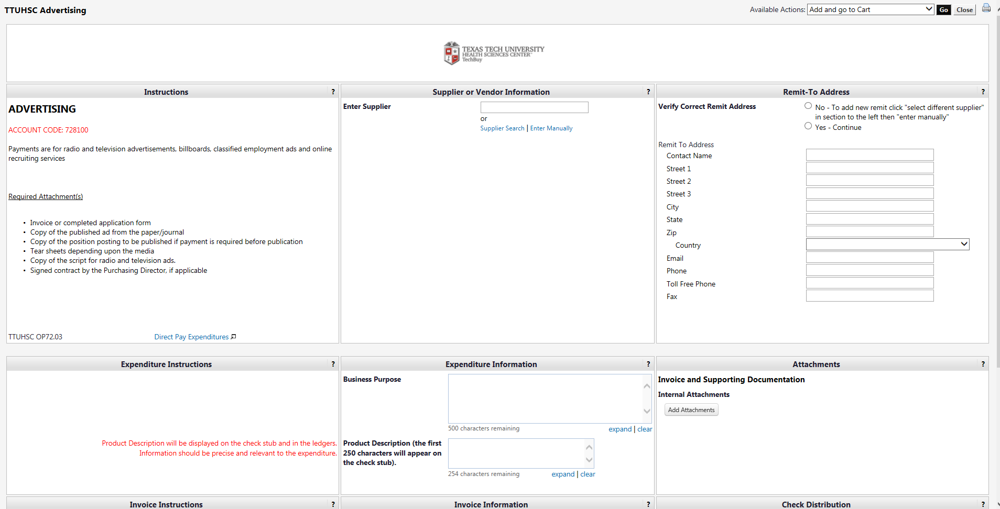 TTUHSC Advertising
Available Actions: Add and go to Cart Go Close
TEXAS TECH UNIVERSITY
HEALTH SCIENCES CENTER™
TechBuy
Instructions ?
ADVERTISING
ACCOUNT CODE: 728100
Payments are for radio and television advertisements, billboards, classified employment ads and online
recruiting services
Required Attachment(s)
• Invoice or completed application form
• Copy of the published ad from the paper/journal
• Copy of the position posting to be published if payment is required before publication
• Tear sheets depending upon the media
• Copy of the script for radio and television ads.
• Signed contract by the Purchasing Director, if applicable
TTUHSC OP72.03 Direct Pay Expenditures
Supplier or Vendor Information ?
Enter Supplier
or
Supplier Search | Enter Manually
Remit-To Address ?
Verify Correct Remit Address
No - To add new remit click "select different supplier"
in section to the left then "enter manually"
Yes - Continue
Remit To Address
Contact Name
Street 1
Street 2
Street 3
City
State
Zip
Country
Email
Phone
Toll Free Phone
Fax
Expenditure Instructions ?
Product Description will be displayed on the check stub and in the ledgers.
Information should be precise and relevant to the expenditure.
Expenditure Information ?
Business Purpose
500 characters remaining expand | clear
Product Description (the first
250 characters will appear on
the check stub).
254 characters remaining expand | clear
Attachments ?
Invoice and Supporting Documentation
Internal Attachments
Add Attachments
Invoice Instructions ?
Invoice Information ?
Check Distribution ?